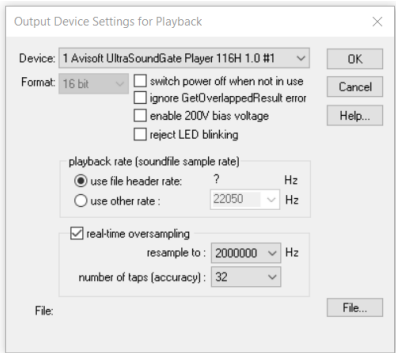 Output Device Settings for Playback
Device: 1 Avisoft UltraSoundGate Player 116H 1.0 #1 OK
Format: 16 bit switch power off when not in use Cancel
ignore GetOverlappedResult error
enable 200V bias voltage Help...
reject LED blinking
playback rate (soundfile sample rate)
use file header rate: ? Hz
use other rate : 22050 Hz
real-time oversampling
resample to : 2000000 Hz
number of taps (accuracy) : 32
File: File...